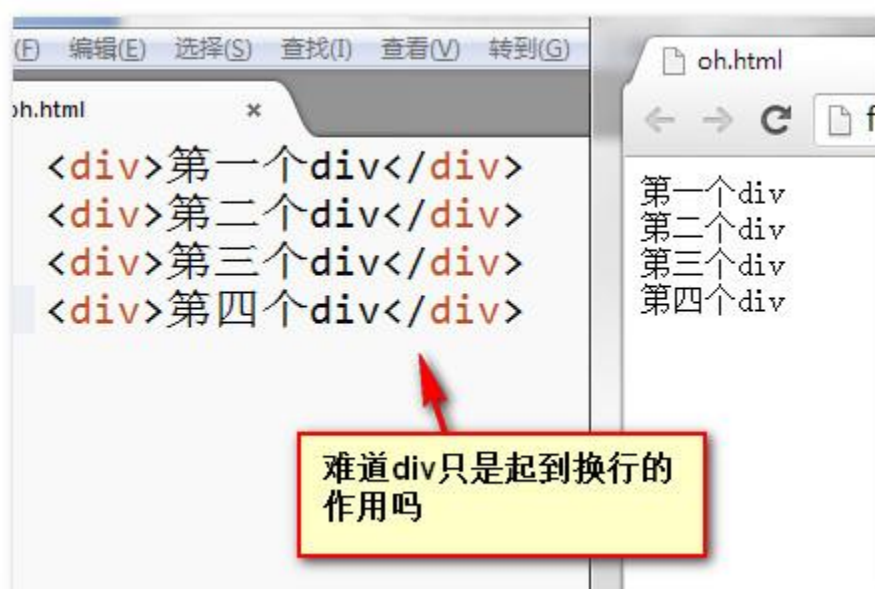 (F) 编辑(E) 选择(S) 查找(I) 查看(V) 转到(G)
oh.html ×
<div>第一个div</div>
<div>第二个div</div>
<div>第三个div</div>
<div>第四个div</div>
难道div只是起到换行的
作用吗
oh.html
f
第一个div
第二个div
第三个div
第四个div